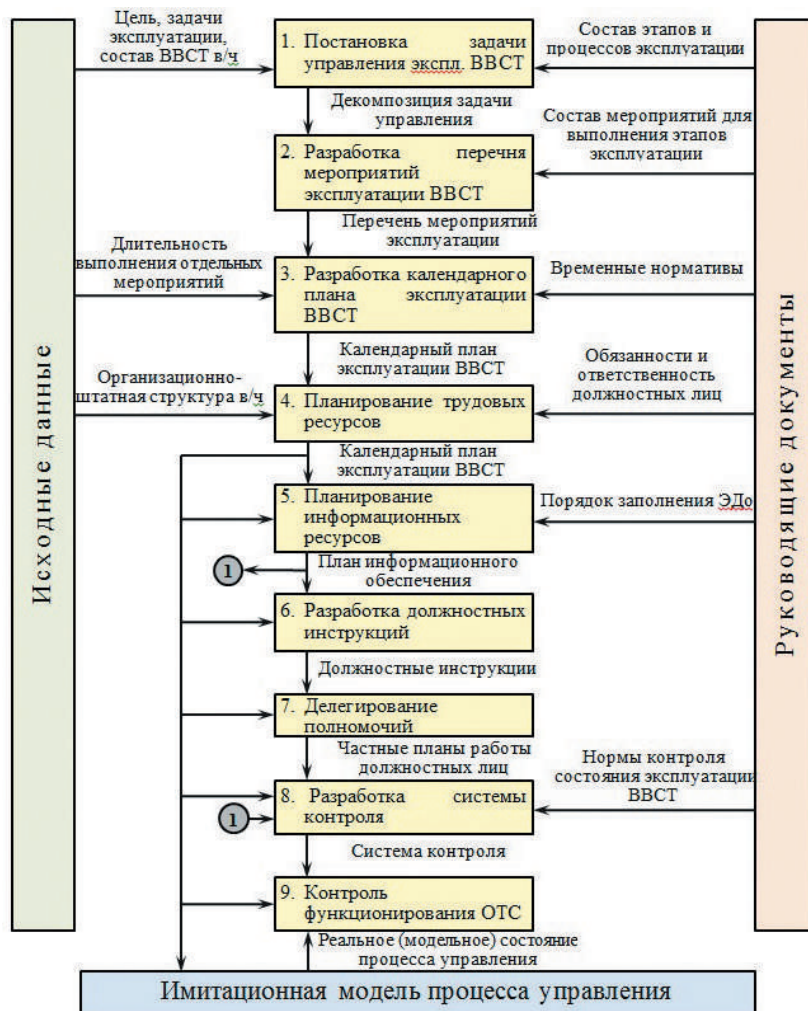 Цель, задачи
эксплуатации,
состав ВВСТ в/ч
1. Постановка задачи
управления экспл. ВВСТ
Состав этапов и
процессов эксплуатации
Декомпозиция задачи
управления
Состав мероприятий для
выполнения этапов
эксплуатации
2. Разработка перечня
мероприятий
эксплуатации ВВСТ
Перечень мероприятий
эксплуатации
Длительность
выполнения отдельных
мероприятий
3. Разработка календарного
плана эксплуатации
ВВСТ
Временные нормативы
Календарный план
эксплуатации ВВСТ
Обязанности и
ответственность
должностных лиц
Организационно-
штатная структура в/ч
4. Планирование трудовых
ресурсов
Календарный план
эксплуатации ВВСТ
5. Планирование
информационных
ресурсов
Порядок заполнения ЭДо
1
План информационного
обеспечения
6. Разработка должностных
инструкций
Должностные инструкции
7. Делегирование
полномочий
Частные планы работы
должностных лиц
Нормы контроля
состояния эксплуатации
ВВСТ
8. Разработка системы
контроля
1
Система контроля
9. Контроль
функционирования ОТС
Реальное (модельное) состояние
процесса управления
Исходные данные
Руководящие документы
Имитационная модель процесса управления